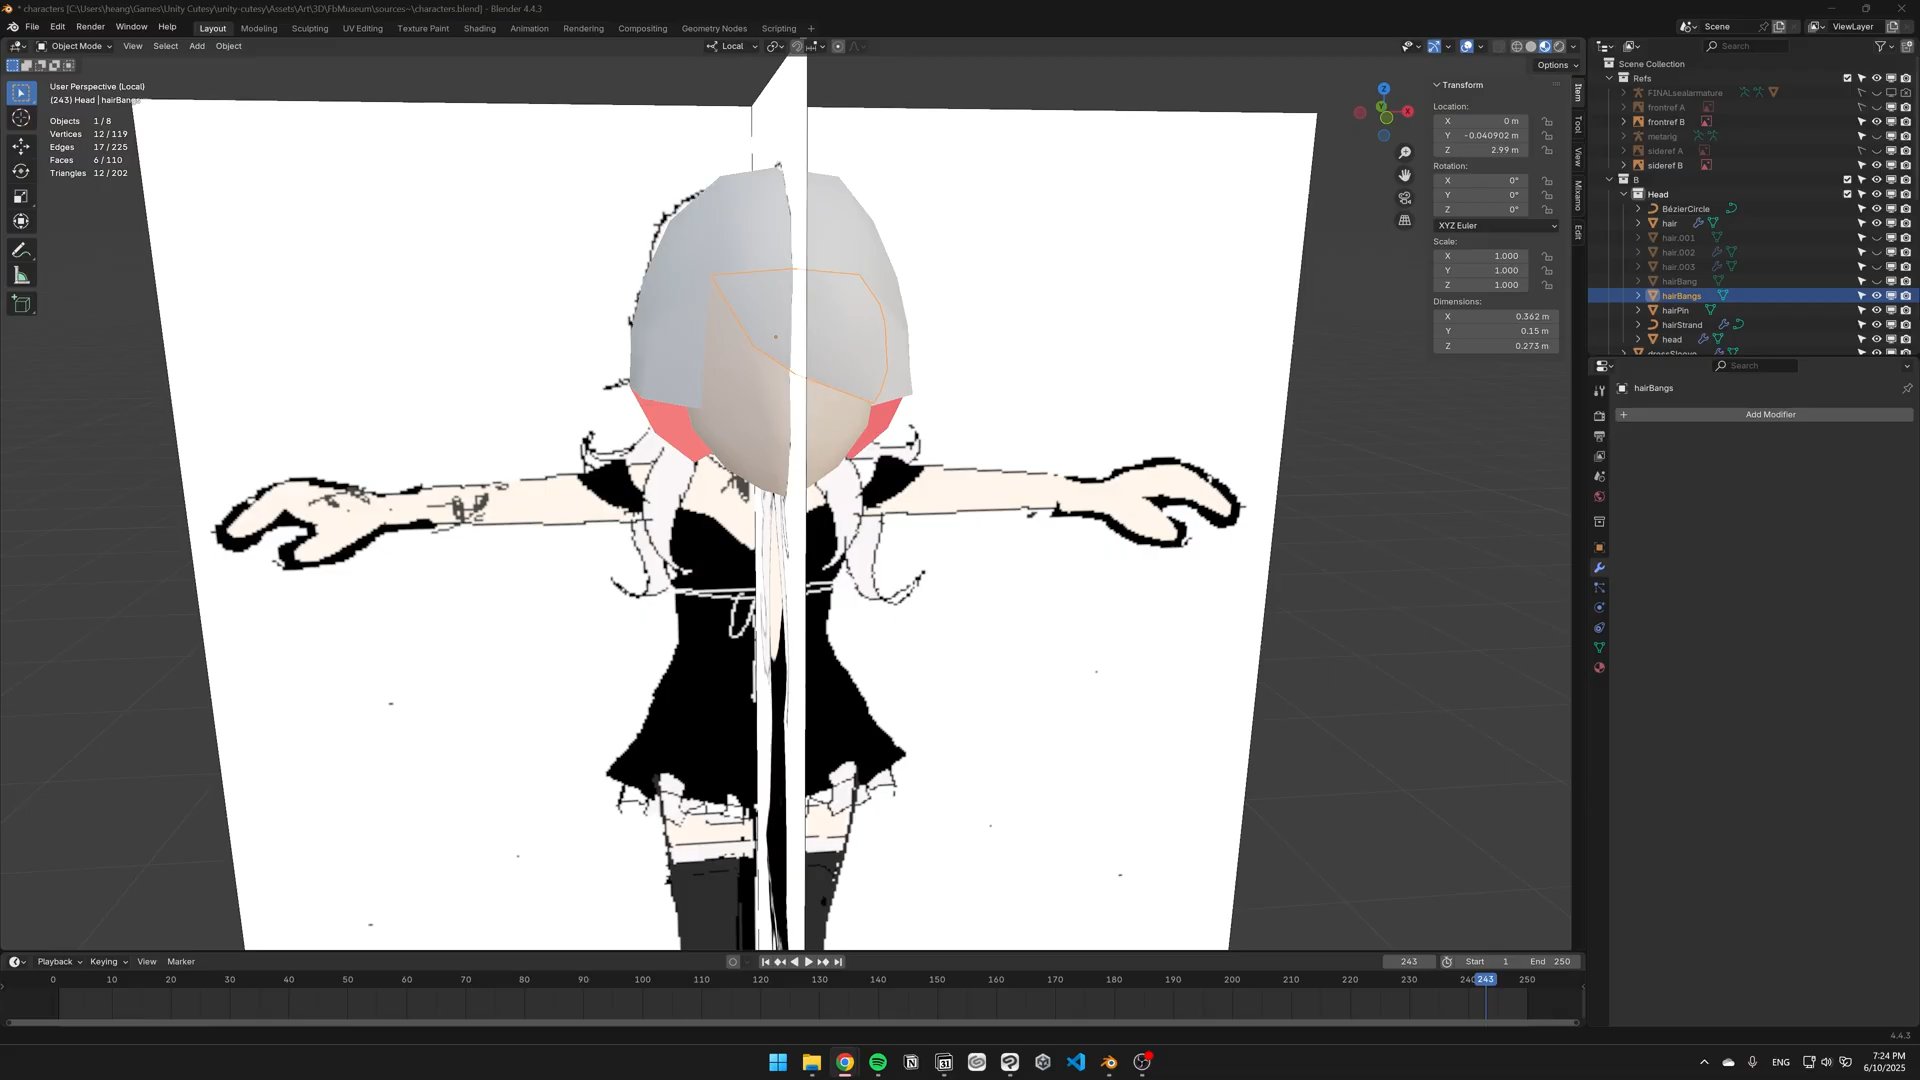 * characters [C:\Users\heang\Games\Unity Cutesy\unity-cutesy\Assets\Art\3D\FbMuseum\sources~\characters.blend] - Blender 4.4.3
File Edit Render Window Help Layout Modeling Sculpting UV Editing Texture Paint Shading Animation Rendering Compositing Geometry Nodes Scripting + Scene ViewLayer
Object Mode View Select Add Object Local Search
Options
User Perspective (Local)
(243) Head | hairBangs
Objects 1/8
Vertices 12/119
Edges 17/225
Faces 6/110
Triangles 12/202
Z
Y
X
Transform
Location:
X 0 m
Y -0.040902 m
Z 2.99 m
Rotation:
X 0°
Y 0°
Z 0°
XYZ Euler
Scale:
X 1.000
Y 1.000
Z 1.000
Dimensions:
X 0.362 m
Y 0.15 m
Z 0.273 m
Item
Tool
View
Mixamo
Edit
Scene Collection
Refs
FINALsealarmature
frontref A
frontref B
metarig
sideref A
sideref B
B
Head
BézierCircle
hair
hair.001
hair.002
hair.003
hairBang
hairBangs
hairPin
hairStrand
head
dressSleeve
Search
hairBangs
+ Add Modifier
Playback Keying View Marker 243 Start 1 End 250
0 10 20 30 40 50 60 70 80 90 100 110 120 130 140 150 160 170 180 190 200 210 220 230 240 243 250
4.4.3
31
ENG
7:24 PM
6/10/2025